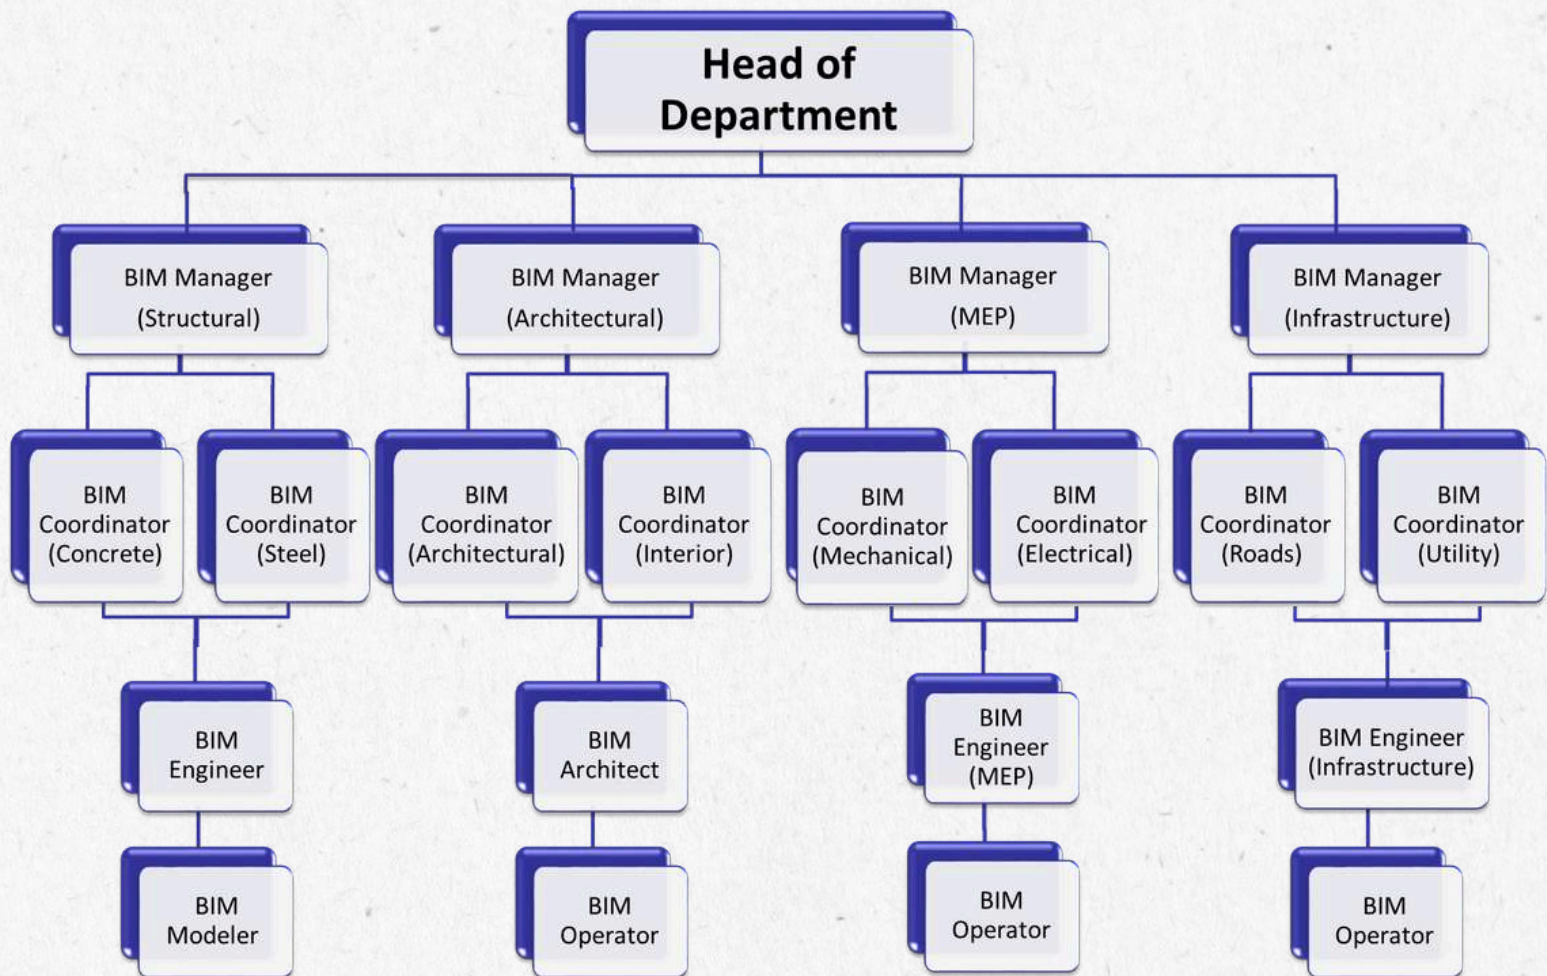 Head of
Department
BIM Manager
(Structural)
BIM Manager
(Architectural)
BIM Manager
(MEP)
BIM Manager
(Infrastructure)
BIM
Coordinator
(Concrete)
BIM
Coordinator
(Steel)
BIM
Coordinator
(Architectural)
BIM
Coordinator
(Interior)
BIM
Coordinator
(Mechanical)
BIM
Coordinator
(Electrical)
BIM
Coordinator
(Roads)
BIM
Coordinator
(Utility)
BIM
Engineer
BIM
Architect
BIM
Engineer
(MEP)
BIM Engineer
(Infrastructure)
BIM
Modeler
BIM
Operator
BIM
Operator
BIM
Operator